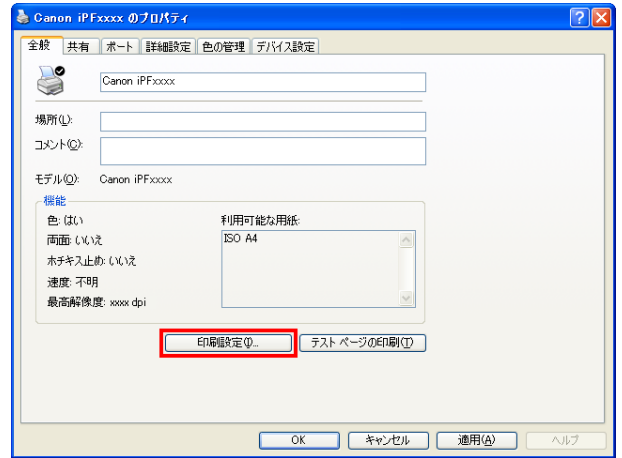 Canon iPFxxxx のプロパティ
全般 共有 ポート 詳細設定 色の管理 デバイス設定
Canon iPFxxxx
場所(L):
コメント(C):
モデル(O): Canon iPFxxxx
機能
色: はい 利用可能な用紙:
両面: いいえ ISO A4
ホチキス止め: いいえ
速度: 不明
最高解像度: xxxx dpi
印刷設定(I)... テスト ページの印刷(T)
OK キャンセル 適用(A) ヘルプ